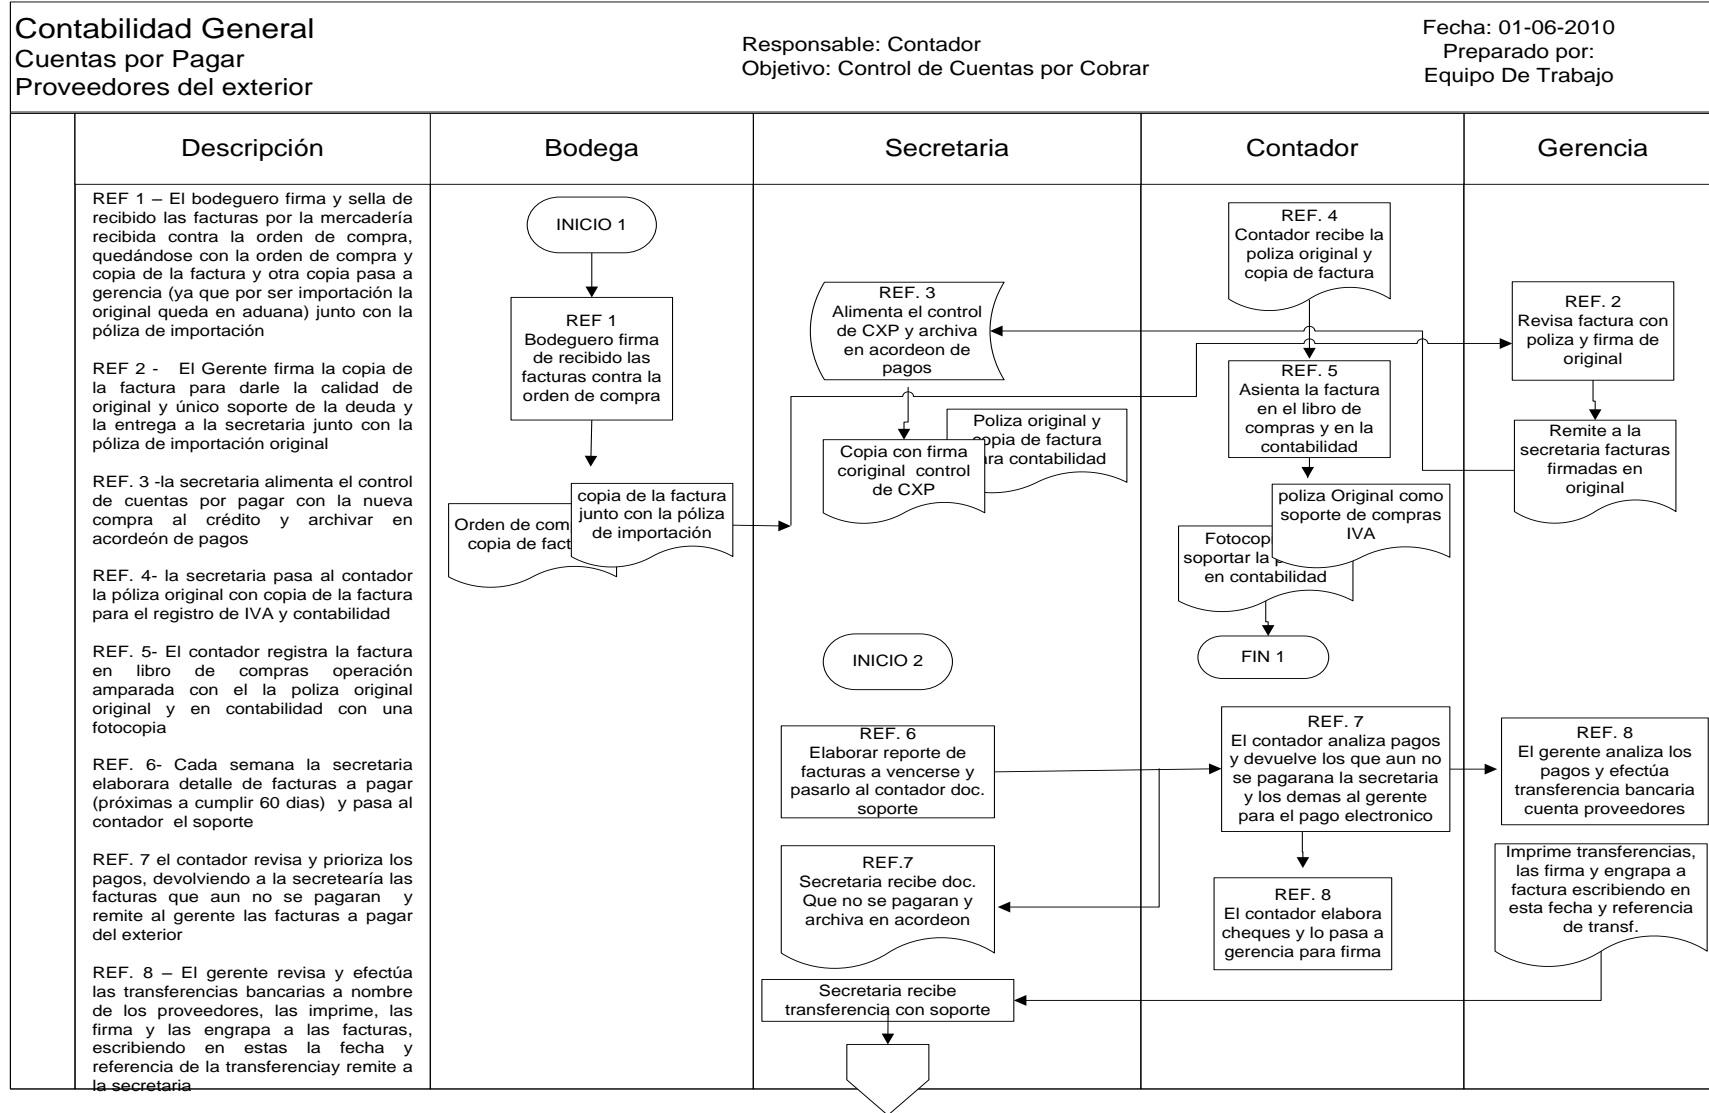 Contabilidad General
Cuentas por Pagar
Proveedores del exterior
Responsable: Contador
Objetivo: Control de Cuentas por Cobrar
Fecha: 01-06-2010
Preparado por:
Equipo De Trabajo
Descripción
Bodega
Secretaria
Contador
Gerencia
REF 1 – El bodeguero firma y sella de
recibido las facturas por la mercadería
recibida contra la orden de compra,
quedándose con la orden de compra y
copia de la factura y otra copia pasa a
gerencia (ya que por ser importación la
original queda en aduana) junto con la
póliza de importación
REF 2 - El Gerente firma la copia de
la factura para darle la calidad de
original y único soporte de la deuda y
la entrega a la secretaria junto con la
póliza de importación original
REF. 3 -la secretaria alimenta el control
de cuentas por pagar con la nueva
compra al crédito y archivar en
acordeón de pagos
REF. 4- la secretaria pasa al contador
la póliza original con copia de la factura
para el registro de IVA y contabilidad
REF. 5- El contador registra la factura
en libro de compras operación
amparada con el la poliza original
original y en contabilidad con una
fotocopia
REF. 6- Cada semana la secretaria
elaborara detalle de facturas a pagar
(próximas a cumplir 60 dias) y pasa al
contador el soporte
REF. 7 el contador revisa y prioriza los
pagos, devolviendo a la secretearía las
facturas que aun no se pagaran y
remite al gerente las facturas a pagar
del exterior
REF. 8 – El gerente revisa y efectúa
las transferencias bancarias a nombre
de los proveedores, las imprime, las
firma y las engrapa a las facturas,
escribiendo en estas la fecha y
referencia de la transferenciay remite a
la secretaria
INICIO 1
REF 1
Bodeguero firma
de recibido las
facturas contra la
orden de compra
Orden de com
copia de fact
copia de la factura
junto con la póliza
de importación
REF. 3
Alimenta el control
de CXP y archiva
en acordeon de
pagos
Poliza original y
copia de factura
ra contabilidad
Copia con firma
coriginal control
de CXP
INICIO 2
REF. 6
Elaborar reporte de
facturas a vencerse y
pasarlo al contador doc.
soporte
REF.7
Secretaria recibe doc.
Que no se pagaran y
archiva en acordeon
Secretaria recibe
transferencia con soporte
REF. 4
Contador recibe la
poliza original y
copia de factura
REF. 5
Asienta la factura
en el libro de
compras y en la
contabilidad
poliza Original como
soporte de compras
IVA
Fotocop
soportar la p
en contabilidad
FIN 1
REF. 7
El contador analiza pagos
y devuelve los que aun no
se pagarana la secretaria
y los demas al gerente
para el pago electronico
REF. 8
El contador elabora
cheques y lo pasa a
gerencia para firma
REF. 2
Revisa factura con
poliza y firma de
original
Remite a la
secretaria facturas
firmadas en
original
REF. 8
El gerente analiza los
pagos y efectúa
transferencia bancaria
cuenta proveedores
Imprime transferencias,
las firma y engrapa a
factura escribiendo en
esta fecha y referencia
de transf.